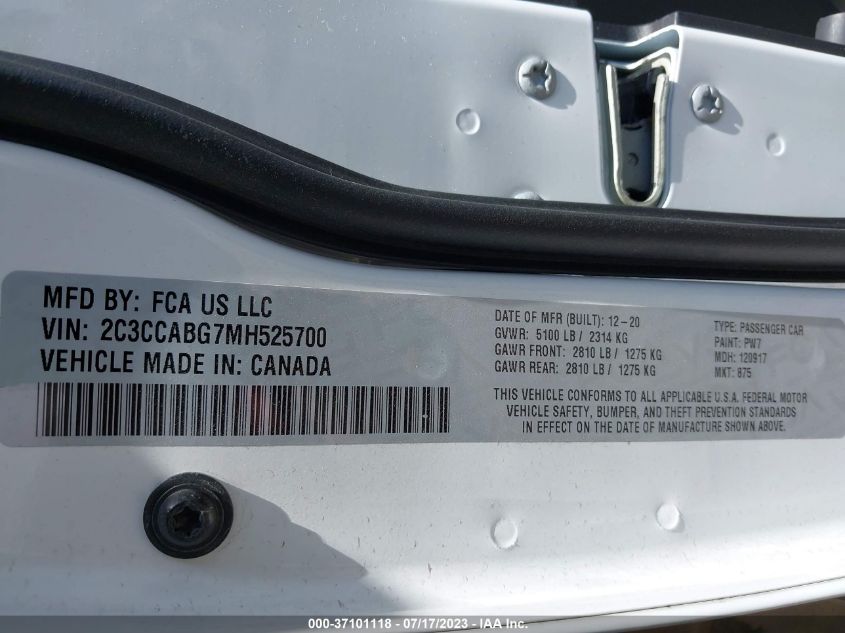 MFD BY: FCA US LLC
VIN: 2C3CCABG7MH525700
VEHICLE MADE IN: CANADA
DATE OF MFR (BUILT): 12-20
GVWR: 5100 LB / 2314 KG
GAWR FRONT: 2810 LB / 1275 KG
GAWR REAR: 2810 LB / 1275 KG
TYPE: PASSENGER CAR
PAINT: PW7
MDH: 120917
MKT: 875
THIS VEHICLE CONFORMS TO ALL APPLICABLE U.S.A. FEDERAL MOTOR
VEHICLE SAFETY, BUMPER, AND THEFT PREVENTION STANDARDS
IN EFFECT ON THE DATE OF MANUFACTURE SHOWN ABOVE.
000-37101118 - 07/17/2023 - IAA Inc.